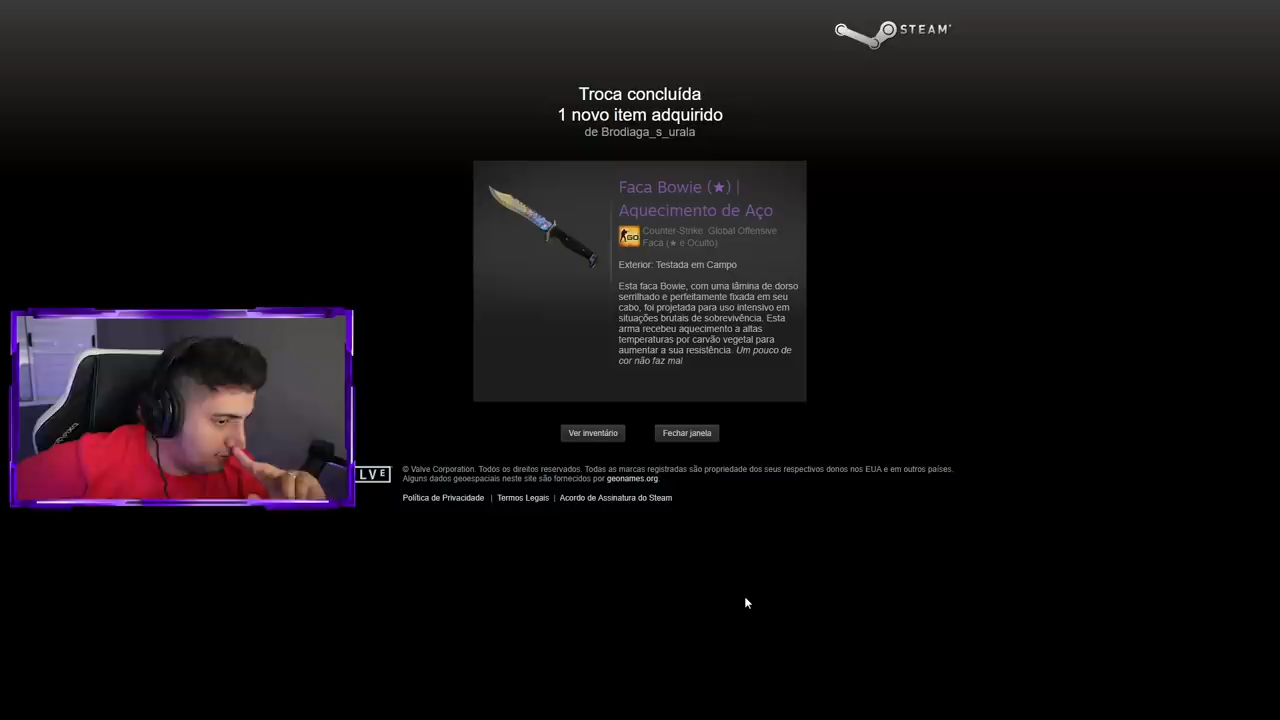 STEAM
Troca concluída
1 novo item adquirido
de Brodiaga_s_urala
Faca Bowie (★) |
Aquecimento de Aço
GO
Counter-Strike: Global Offensive
Faca (★ e Oculto)
Exterior: Testada em Campo
Esta faca Bowie, com uma lâmina de dorso
serrilhado e perfeitamente fixada em seu
cabo, foi projetada para uso intensivo em
situações brutais de sobrevivência. Esta
arma recebeu aquecimento a altas
temperaturas por carvão vegetal para
aumentar a sua resistência. Um pouco de
cor não faz mal
Ver inventário
Fechar janela
LVE
© Valve Corporation. Todos os direitos reservados. Todas as marcas registradas são propriedade dos seus respectivos donos nos EUA e em outros países.
Alguns dados geoespaciais neste site são fornecidos por geonames.org.
Política de Privacidade | Termos Legais | Acordo de Assinatura do Steam